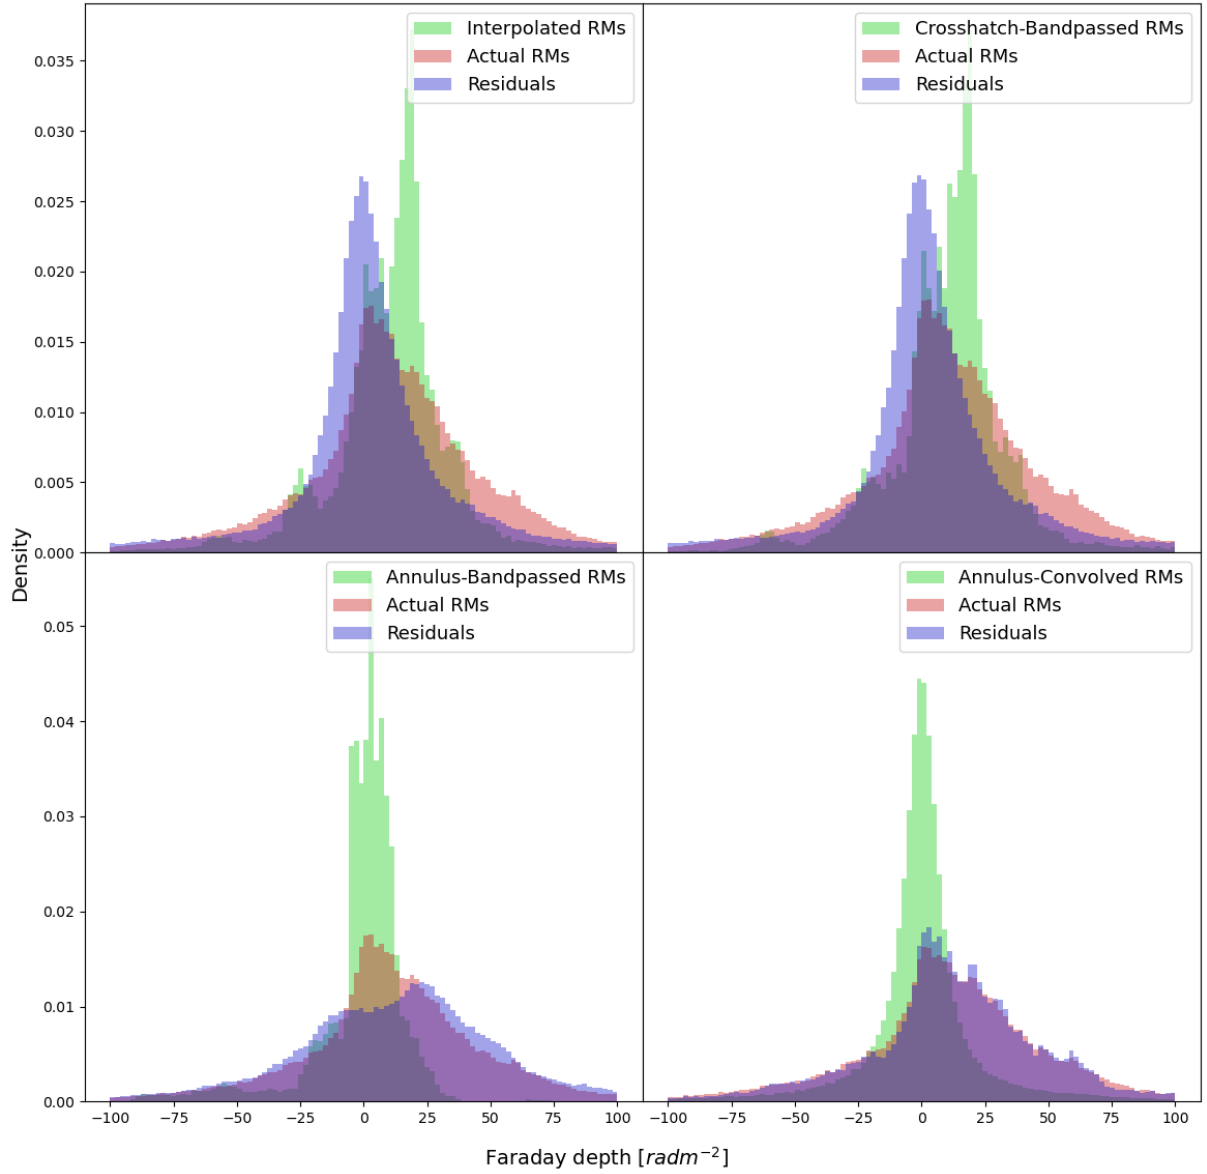 Interpolated RMs
Actual RMs
Residuals
Crosshatch-Bandpassed RMs
Actual RMs
Residuals
0.035
0.030
0.025
0.020
0.015
0.010
0.005
0.000
Density
Annulus-Bandpassed RMs
Actual RMs
Residuals
Annulus-Convolved RMs
Actual RMs
Residuals
0.05
0.04
0.03
0.02
0.01
0.00
−100 −75 −50 −25 0 25 50 75 100
−100 −75 −50 −25 0 25 50 75 100
Faraday depth [radm⁻²]